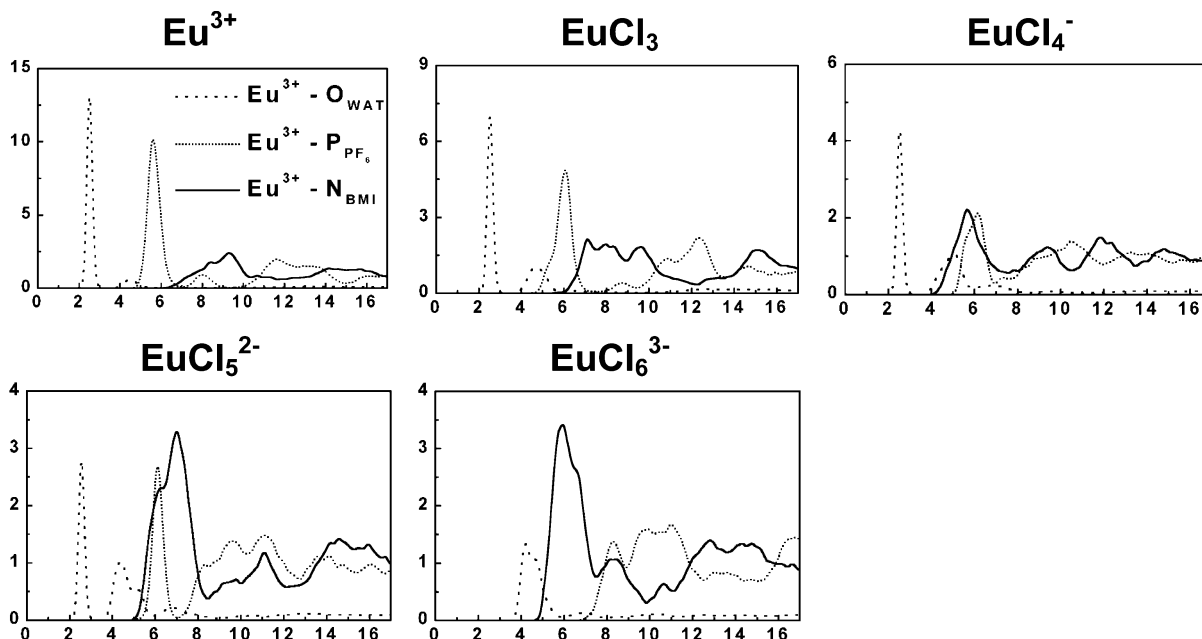 Eu³⁺ EuCl₃ EuCl₄⁻
15 10 5 0
Eu³⁺ - O_WAT
Eu³⁺ - P_PF₆
Eu³⁺ - N_BMI
0 2 4 6 8 10 12 14 16
9 6 3 0
0 2 4 6 8 10 12 14 16
6 4 2 0
0 2 4 6 8 10 12 14 16
EuCl₅²⁻ EuCl₆³⁻
4 3 2 1 0
0 2 4 6 8 10 12 14 16
4 3 2 1 0
0 2 4 6 8 10 12 14 16